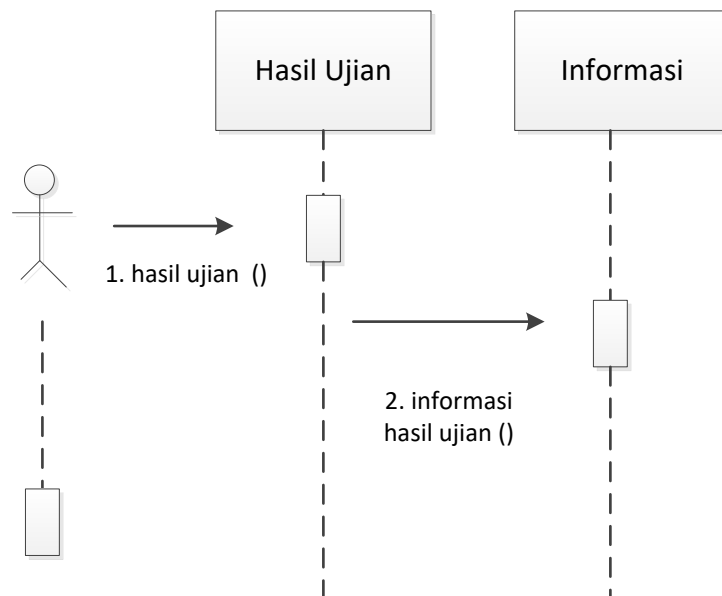 Hasil Ujian
Informasi
1. hasil ujian ()
2. informasi
hasil ujian ()